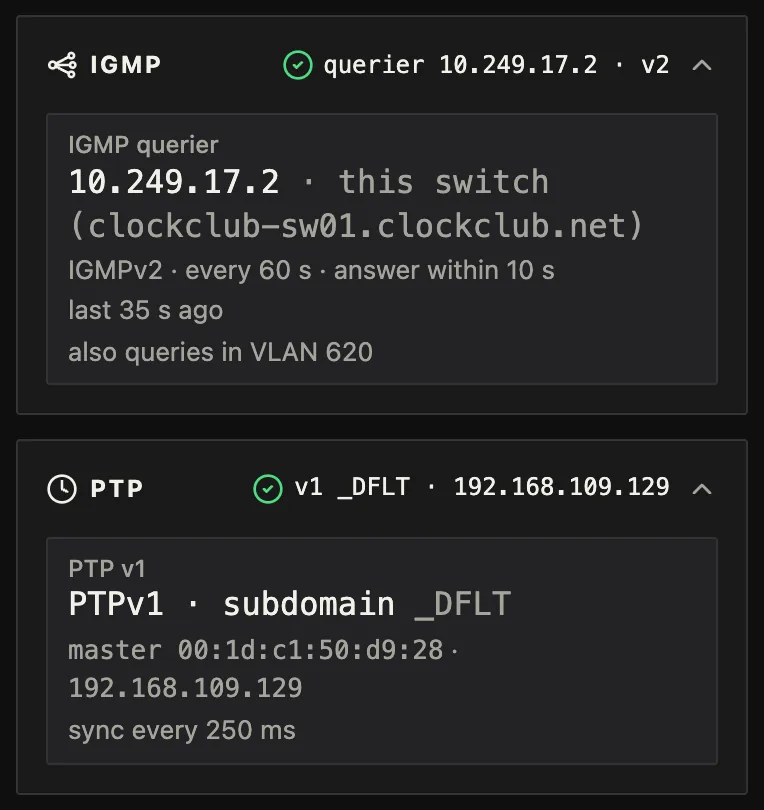 IGMP
querier 10.249.17.2 · v2
IGMP querier
10.249.17.2 · this switch
(clockclub-sw01.clockclub.net)
IGMPv2 · every 60 s · answer within 10 s
last 35 s ago
also queries in VLAN 620
PTP
v1 _DFLT · 192.168.109.129
PTP v1
PTPv1 · subdomain _DFLT
master 00:1d:c1:50:d9:28 ·
192.168.109.129
sync every 250 ms